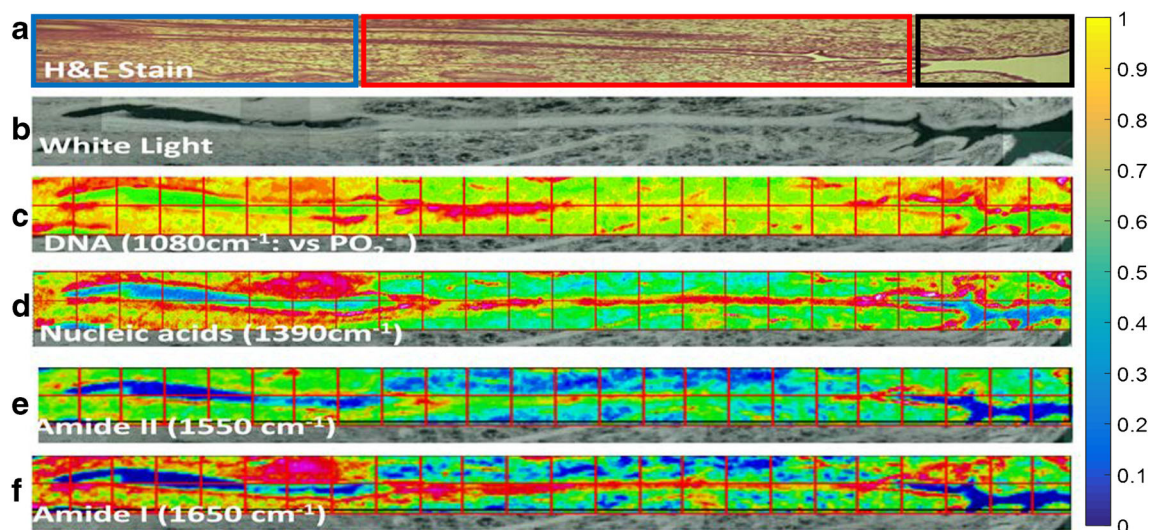 a
H&E Stain
b
White Light
c
DNA (1080cm⁻¹: vs PO₂⁻ )
d
Nucleic acids (1390cm⁻¹)
e
Amide II (1550 cm⁻¹)
f
Amide I (1650 cm⁻¹)
1
0.9
0.8
0.7
0.6
0.5
0.4
0.3
0.2
0.1
0